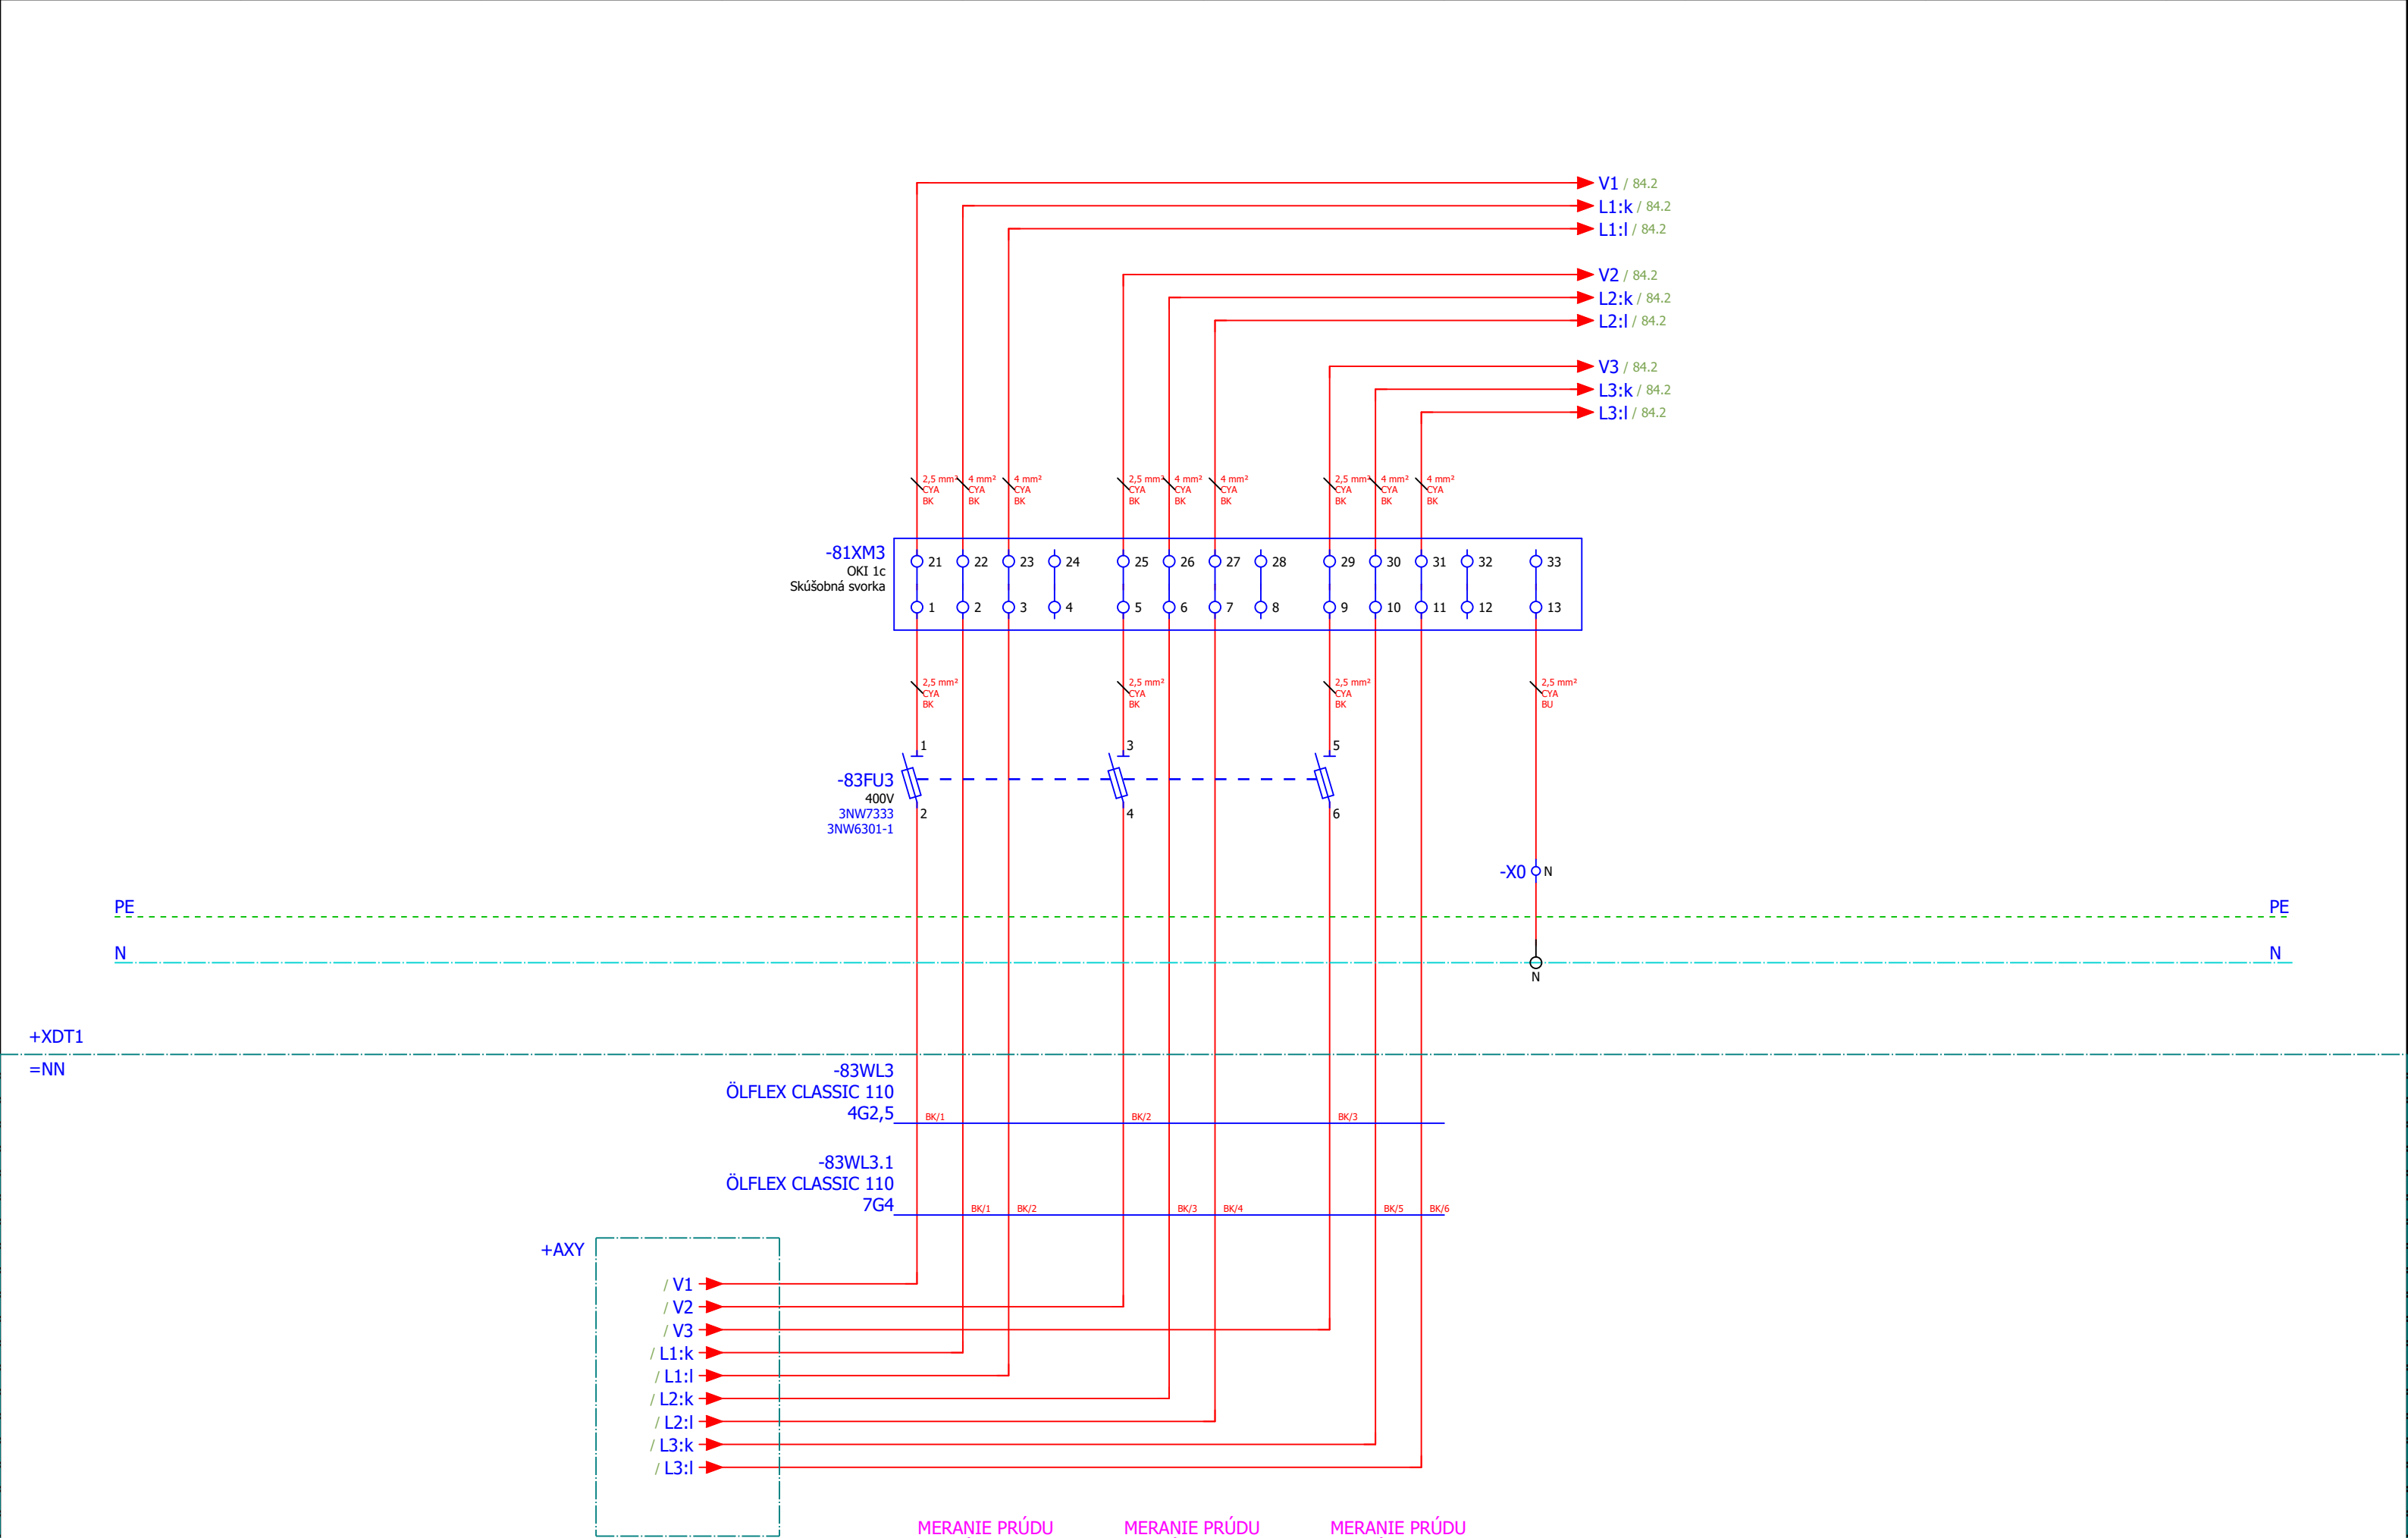 V1 / 84.2
L1:k / 84.2
L1:l / 84.2
V2 / 84.2
L2:k / 84.2
L2:l / 84.2
V3 / 84.2
L3:k / 84.2
L3:l / 84.2
2,5 mm² 4 mm² 4 mm² 2,5 mm² 4 mm² 4 mm² 2,5 mm² 4 mm² 4 mm²
CYA CYA CYA CYA CYA CYA CYA CYA CYA
BK BK BK BK BK BK BK BK BK
-81XM3
OKI 1c
Skúšobná svorka
21 22 23 24 25 26 27 28 29 30 31 32 33
1 2 3 4 5 6 7 8 9 10 11 12 13
2,5 mm² 2,5 mm² 2,5 mm² 2,5 mm²
CYA CYA CYA CYA
BK BK BK BU
1 3 5
-83FU3
400V
3NW7333
3NW6301-1
2 4 6
-X0 N
PE PE
N N
N
+XDT1
=NN
-83WL3
ÖLFLEX CLASSIC 110
4G2,5
BK/1 BK/2 BK/3
-83WL3.1
ÖLFLEX CLASSIC 110
7G4
BK/1 BK/2 BK/3 BK/4 BK/5 BK/6
+AXY
/ V1
/ V2
/ V3
/ L1:k
/ L1:l
/ L2:k
/ L2:l
/ L3:k
/ L3:l
MERANIE PRÚDU MERANIE PRÚDU MERANIE PRÚDU